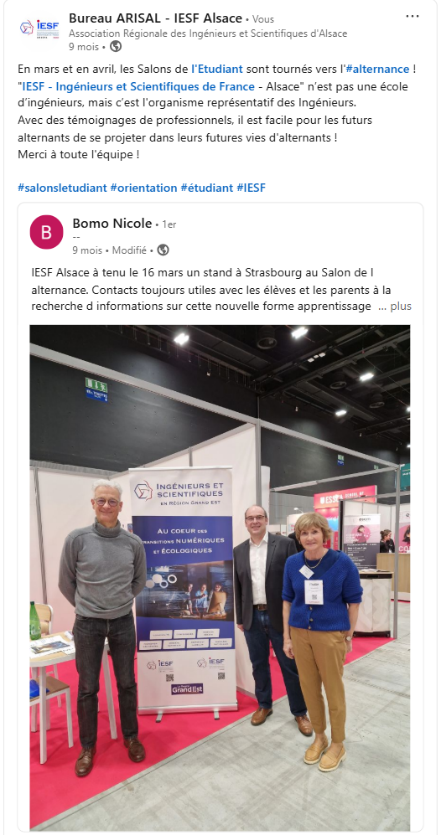 Bureau ARISAL - IESF Alsace • Vous
Association Régionale des Ingénieurs et Scientifiques d'Alsace
9 mois •
En mars et en avril, les Salons de l'Etudiant sont tournés vers l'#alternance !
"IESF - Ingénieurs et Scientifiques de France - Alsace" n'est pas une école
d'ingénieurs, mais c'est l'organisme représentatif des Ingénieurs.
Avec des témoignages de professionnels, il est facile pour les futurs
alternants de se projeter dans leurs futures vies d'alternants !
Merci à toute l'équipe !
#salonsletudiant #orientation #étudiant #IESF
B
Bomo Nicole • 1er
--
9 mois • Modifié •
IESF Alsace à tenu le 16 mars un stand à Strasbourg au Salon de l
alternance. Contacts toujours utiles avec les élèves et les parents à la
recherche d informations sur cette nouvelle forme apprentissage ... plus
INGÉNIEURS ET
SCIENTIFIQUES
EN RÉGION GRAND EST
AU COEUR DES
TRANSITIONS NUMÉRIQUES
ET ÉCOLOGIQUES
IESF
IESF
Grand Est